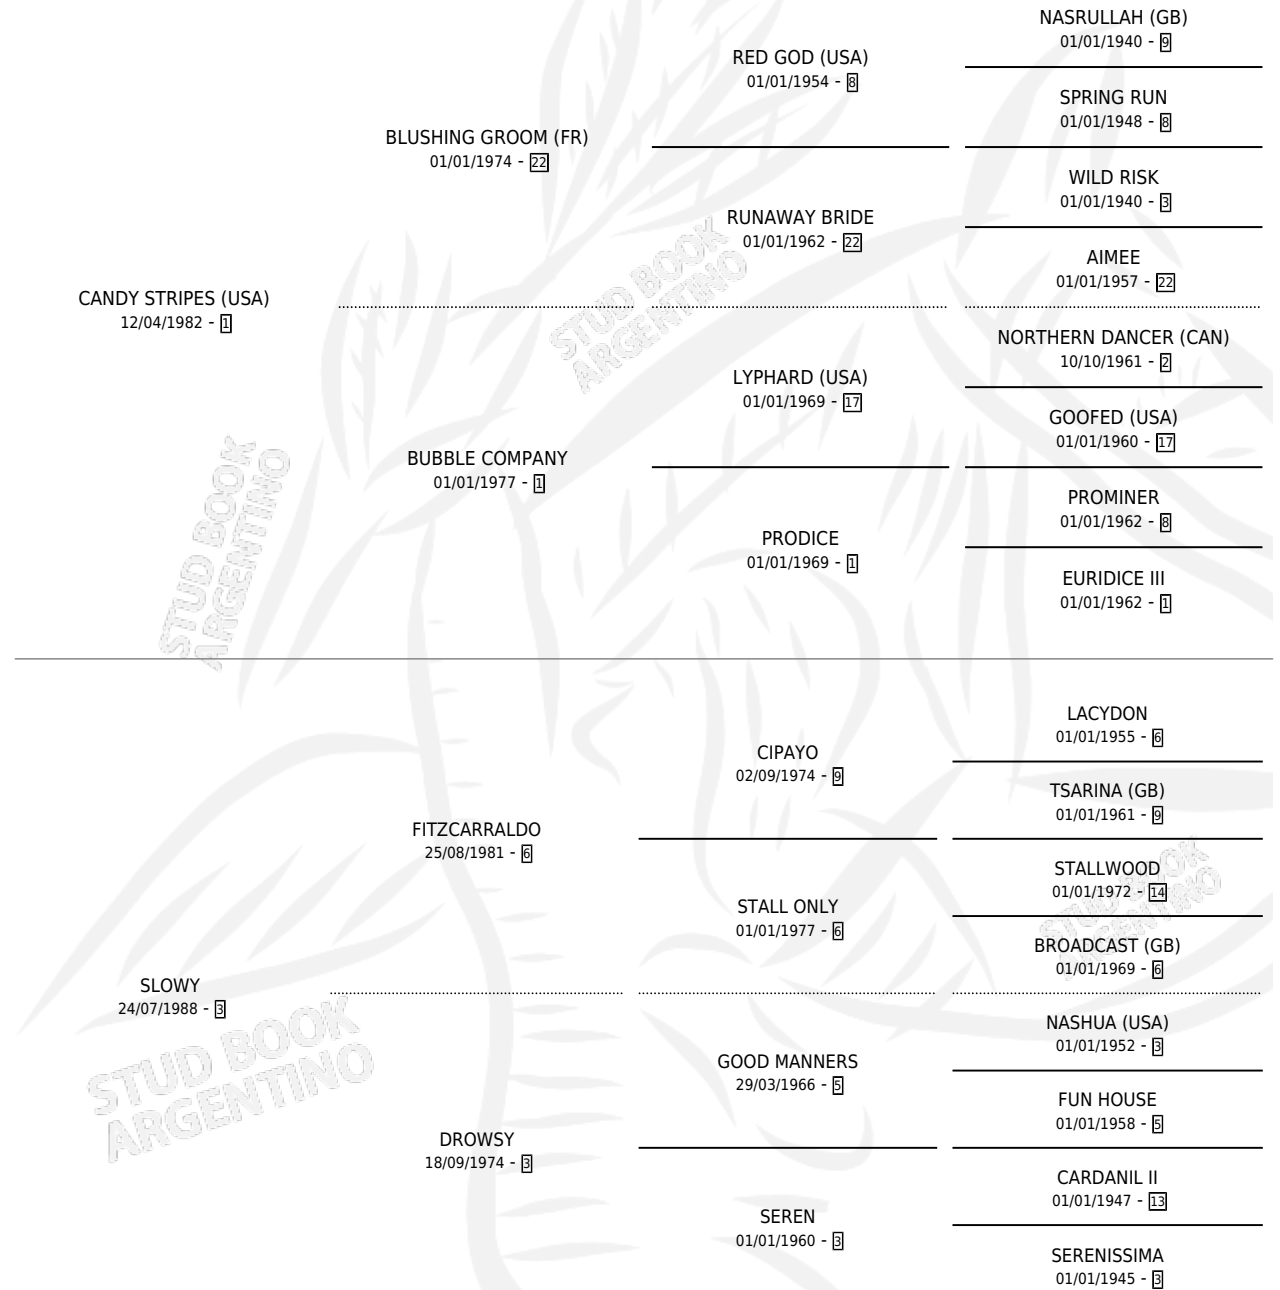 NASRULLAH (GB)
01/01/1940 - 9
RED GOD (USA)
01/01/1954 - 8
SPRING RUN
01/01/1948 - 8
BLUSHING GROOM (FR)
01/01/1974 - 22
WILD RISK
01/01/1940 - 3
RUNAWAY BRIDE
01/01/1962 - 22
AIMEE
01/01/1957 - 22
CANDY STRIPES (USA)
12/04/1982 - 1
NORTHERN DANCER (CAN)
10/10/1961 - 2
LYPHARD (USA)
01/01/1969 - 17
GOOFED (USA)
01/01/1960 - 17
BUBBLE COMPANY
01/01/1977 - 1
PROMINER
01/01/1962 - 8
PRODICE
01/01/1969 - 1
EURIDICE III
01/01/1962 - 1
LACYDON
01/01/1955 - 6
CIPAYO
02/09/1974 - 9
TSARINA (GB)
01/01/1961 - 9
FITZCARRALDO
25/08/1981 - 6
STALLWOOD
01/01/1972 - 14
STALL ONLY
01/01/1977 - 6
BROADCAST (GB)
01/01/1969 - 6
SLOWY
24/07/1988 - 3
NASHUA (USA)
01/01/1952 - 3
GOOD MANNERS
29/03/1966 - 5
FUN HOUSE
01/01/1958 - 5
DROWSY
18/09/1974 - 3
CARDANIL II
01/01/1947 - 13
SEREN
01/01/1960 - 3
SERENISSIMA
01/01/1945 - 3
STUD BOOK
ARGENTINO
STUD BOOK
ARGENTINO
STUD BOOK
ARGENTINO
STUD BOOK
ARGENTINO